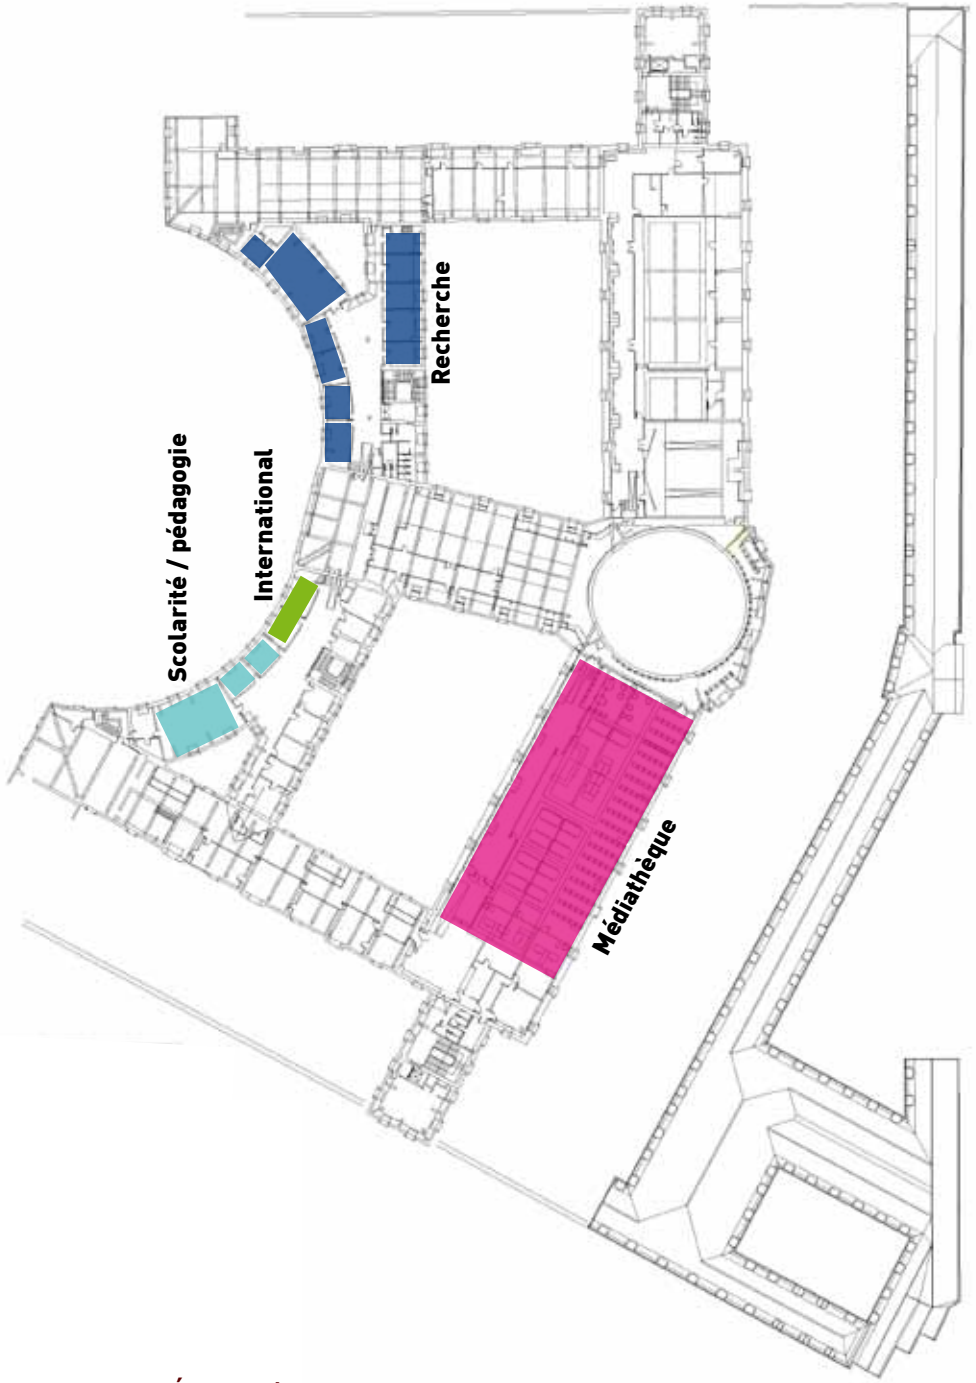 Scolarité / pédagogie
International
Recherche
Médiathèque